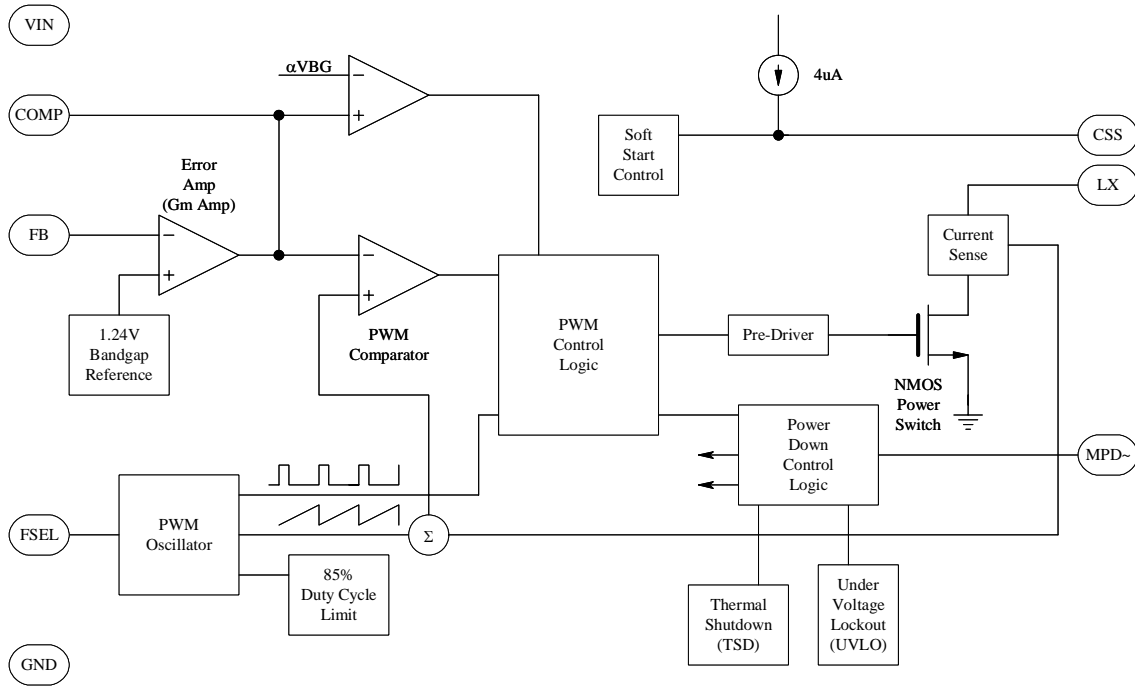 VIN
αVBG
−
+
4uA
COMP
Soft
Start
Control
CSS
LX
Error
Amp
(Gm Amp)
FB
−
+
−
+
Current
Sense
1.24V
Bandgap
Reference
PWM
Comparator
PWM
Control
Logic
Pre-Driver
NMOS
Power
Switch
Power
Down
Control
Logic
MPD~
FSEL
PWM
Oscillator
Σ
85%
Duty Cycle
Limit
Thermal
Shutdown
(TSD)
Under
Voltage
Lockout
(UVLO)
GND